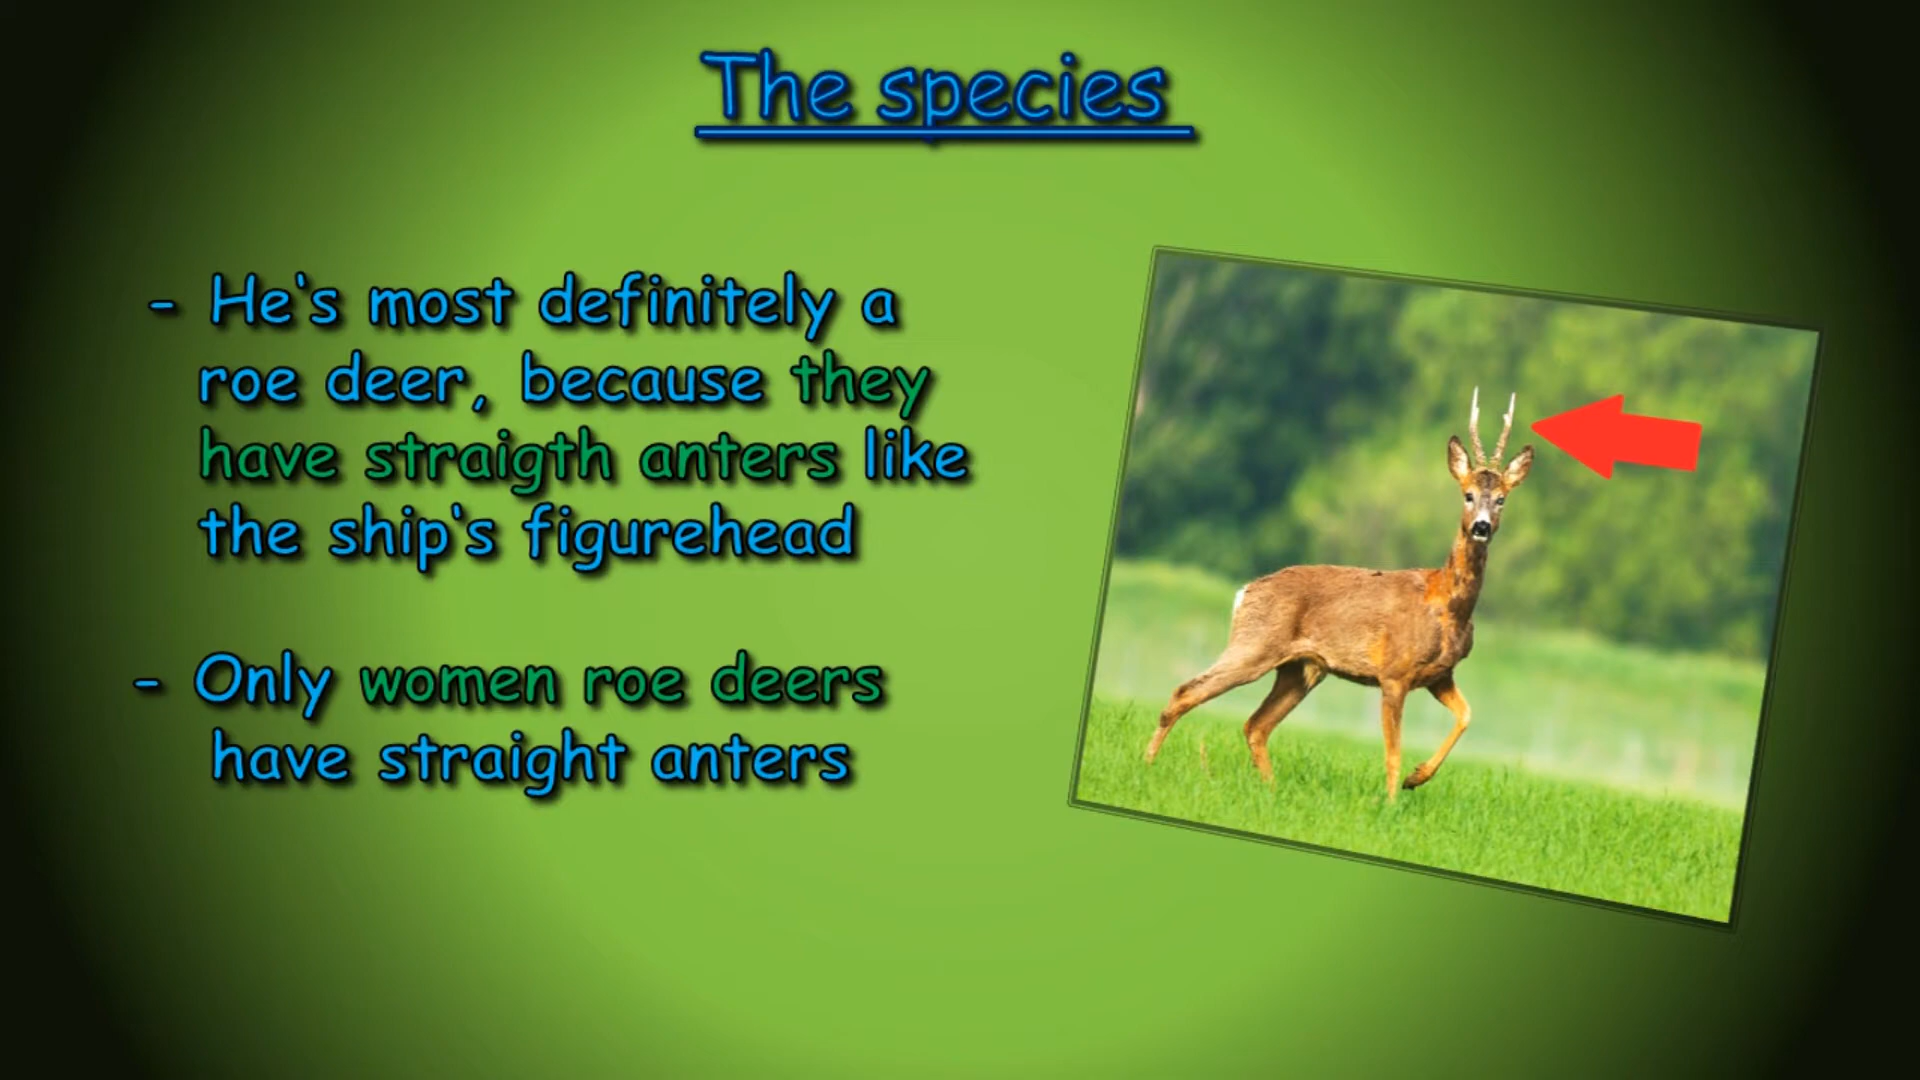 The species
- He's most definitely a
roe deer, because they
have straigth anters like
the ship's figurehead
- Only women roe deers
have straight anters